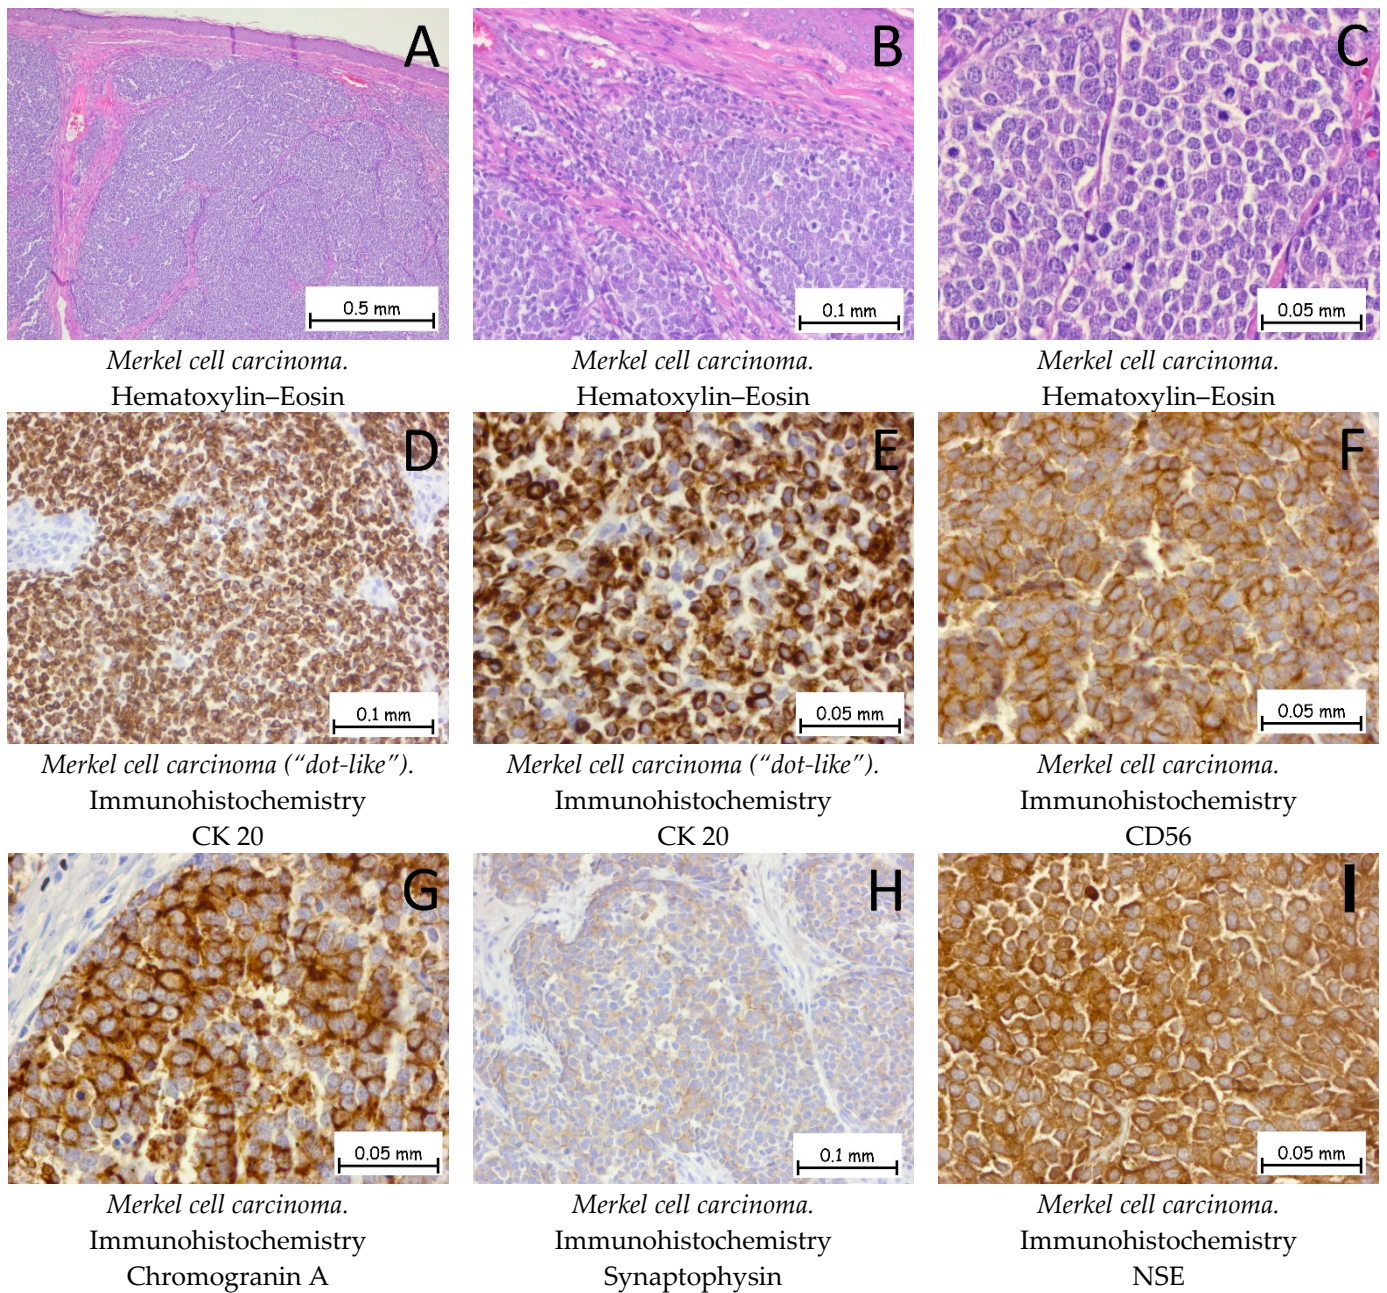 A
B
C
0.5 mm
0.1 mm
0.05 mm
Merkel cell carcinoma.
Hematoxylin–Eosin
Merkel cell carcinoma.
Hematoxylin–Eosin
Merkel cell carcinoma.
Hematoxylin–Eosin
D
E
F
0.1 mm
0.05 mm
0.05 mm
Merkel cell carcinoma (“dot-like”).
Immunohistochemistry
CK 20
Merkel cell carcinoma (“dot-like”).
Immunohistochemistry
CK 20
Merkel cell carcinoma.
Immunohistochemistry
CD56
G
H
I
0.05 mm
0.1 mm
0.05 mm
Merkel cell carcinoma.
Immunohistochemistry
Chromogranin A
Merkel cell carcinoma.
Immunohistochemistry
Synaptophysin
Merkel cell carcinoma.
Immunohistochemistry
NSE